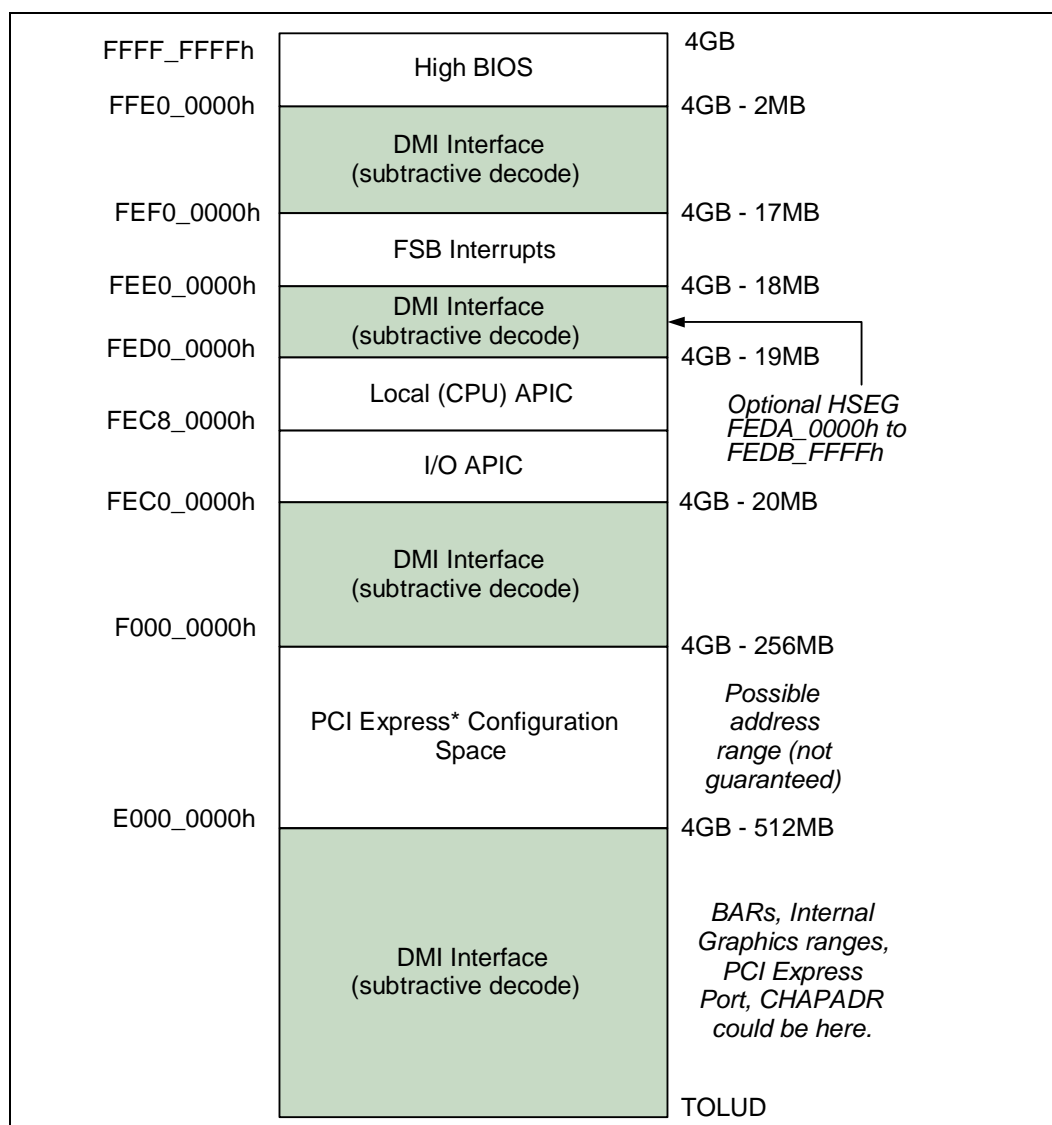 FFFF_FFFFh
4GB
High BIOS
FFE0_0000h
4GB - 2MB
DMI Interface
(subtractive decode)
FEF0_0000h
4GB - 17MB
FSB Interrupts
FEE0_0000h
4GB - 18MB
DMI Interface
(subtractive decode)
FED0_0000h
4GB - 19MB
Local (CPU) APIC
Optional HSEG
FEDA_0000h to
FEDB_FFFFh
FEC8_0000h
I/O APIC
FEC0_0000h
4GB - 20MB
DMI Interface
(subtractive decode)
F000_0000h
4GB - 256MB
PCI Express* Configuration
Space
Possible
address
range (not
guaranteed)
E000_0000h
4GB - 512MB
DMI Interface
(subtractive decode)
BARs, Internal
Graphics ranges,
PCI Express
Port, CHAPADR
could be here.
TOLUD